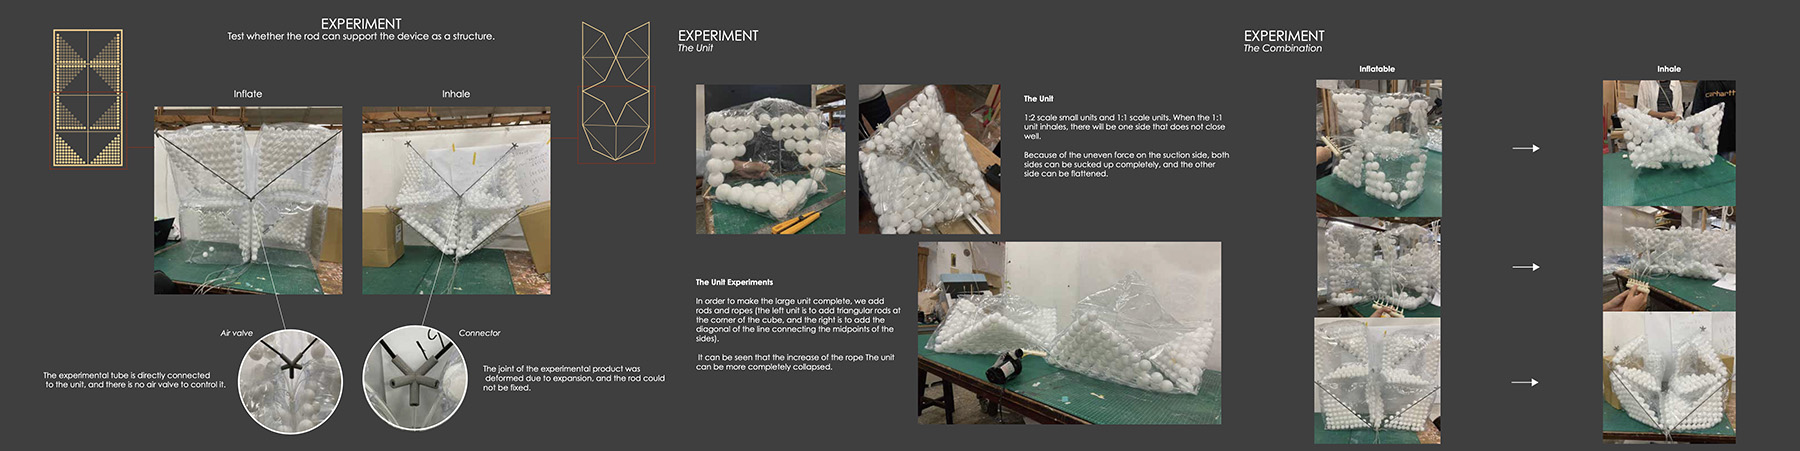 EXPERIMENT
Test whether the rod can support the device as a structure.
Inflate
Inhale
Air valve
Connector
The experimental tube is directly connected
to the unit, and there is no air valve to control it.
The joint of the experimental product was
deformed due to expansion, and the rod could
not be fixed.
EXPERIMENT
The Unit
The Unit
1:2 scale small units and 1:1 scale units. When the 1:1
unit inhales, there will be one side that does not close
well.
Because of the uneven force on the suction side, both
sides can be sucked up completely, and the other
side can be flattened.
The Unit Experiments
In order to make the large unit complete, we add
rods and ropes (the left unit is to add triangular rods at
the corner of the cube, and the right is to add the
diagonal of the line connecting the midpoints of the
sides).
It can be seen that the increase of the rope The unit
can be more completely collapsed.
EXPERIMENT
The Combination
Inflatable
Inhale
carhartt